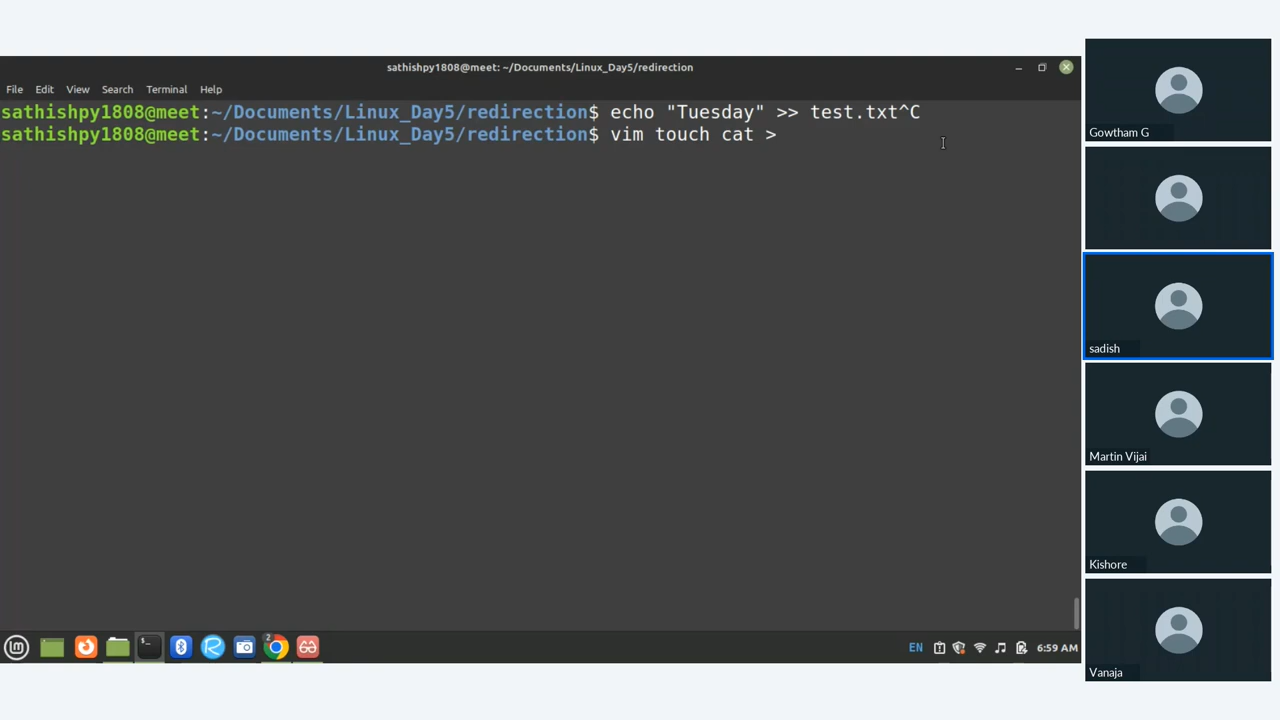 sathishpy1808@meet: ~/Documents/Linux_Day5/redirection
File Edit View Search Terminal Help
sathishpy1808@meet:~/Documents/Linux_Day5/redirection$ echo "Tuesday" >> test.txt^C
sathishpy1808@meet:~/Documents/Linux_Day5/redirection$ vim touch cat >
Gowtham G
sadish
Martin Vijai
Kishore
Vanaja
2
EN
6:59 AM